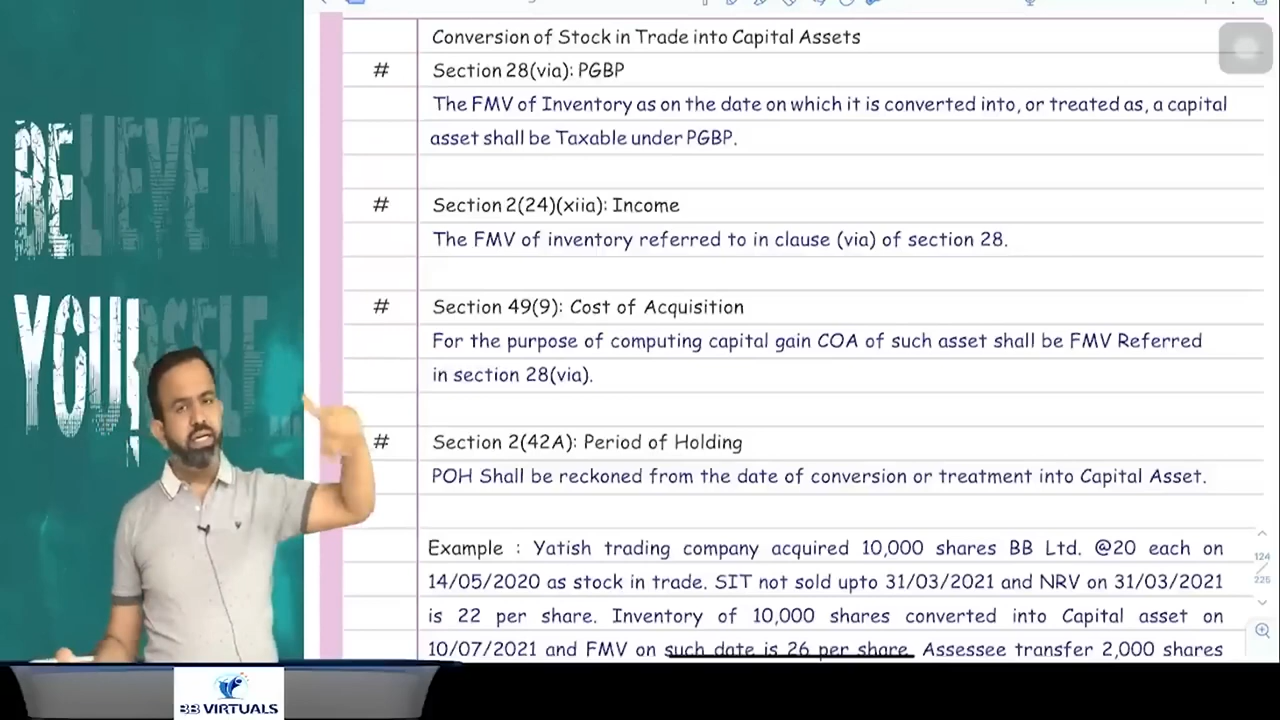 BELIEVE IN
YOURSELF...
Conversion of Stock in Trade into Capital Assets
# Section 28(via): PGBP
The FMV of Inventory as on the date on which it is converted into, or treated as, a capital
asset shall be Taxable under PGBP.
# Section 2(24)(xiia): Income
The FMV of inventory referred to in clause (via) of section 28.
# Section 49(9): Cost of Acquisition
For the purpose of computing capital gain COA of such asset shall be FMV Referred
in section 28(via).
# Section 2(42A): Period of Holding
POH Shall be reckoned from the date of conversion or treatment into Capital Asset.
Example : Yatish trading company acquired 10,000 shares BB Ltd. @20 each on
14/05/2020 as stock in trade. SIT not sold upto 31/03/2021 and NRV on 31/03/2021
is 22 per share. Inventory of 10,000 shares converted into Capital asset on
10/07/2021 and FMV on such date is 26 per share. Assessee transfer 2,000 shares
124
225
BB VIRTUALS